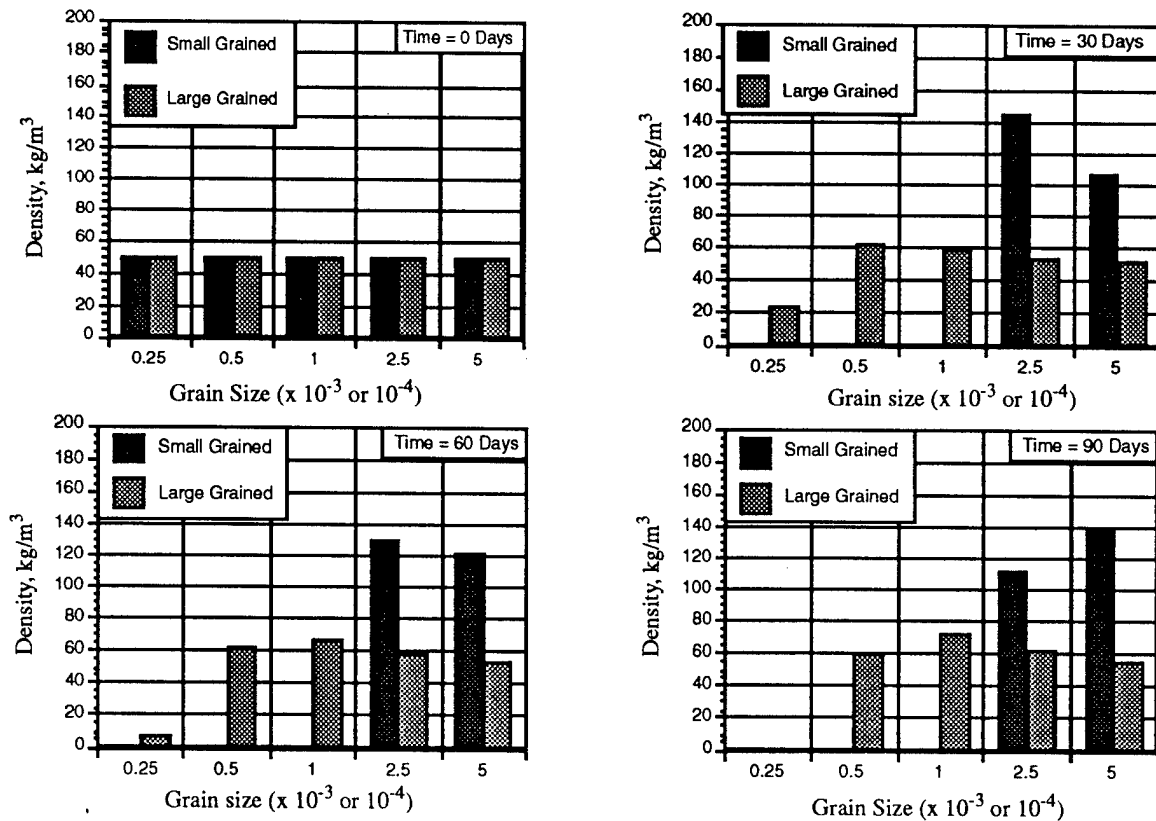 200
180
160
140
120
100
80
60
40
20
0
Density, kg/m³
Small Grained
Large Grained
Time = 0 Days
0.25 0.5 1 2.5 5
Grain Size (x 10⁻³ or 10⁻⁴)
200
180
160
140
120
100
80
60
40
20
0
Density, kg/m³
Small Grained
Large Grained
Time = 30 Days
0.25 0.5 1 2.5 5
Grain size (x 10⁻³ or 10⁻⁴)
200
180
160
140
120
100
80
60
40
20
0
Density, kg/m³
Small Grained
Large Grained
Time = 60 Days
0.25 0.5 1 2.5 5
Grain size (x 10⁻³ or 10⁻⁴)
200
180
160
140
120
100
80
60
40
20
0
Density, kg/m³
Small Grained
Large Grained
Time = 90 Days
0.25 0.5 1 2.5 5
Grain size (x 10⁻³ or 10⁻⁴)